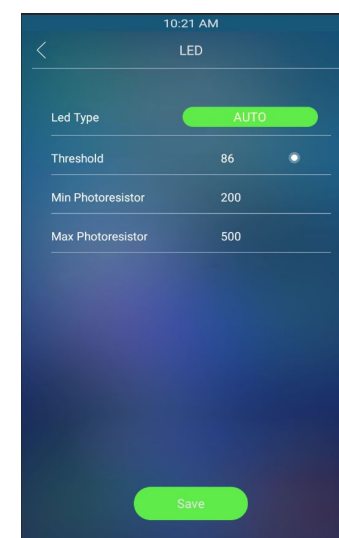 10:21 AM
LED
Led Type AUTO
Threshold 86
Min Photoresistor 200
Max Photoresistor 500
Save